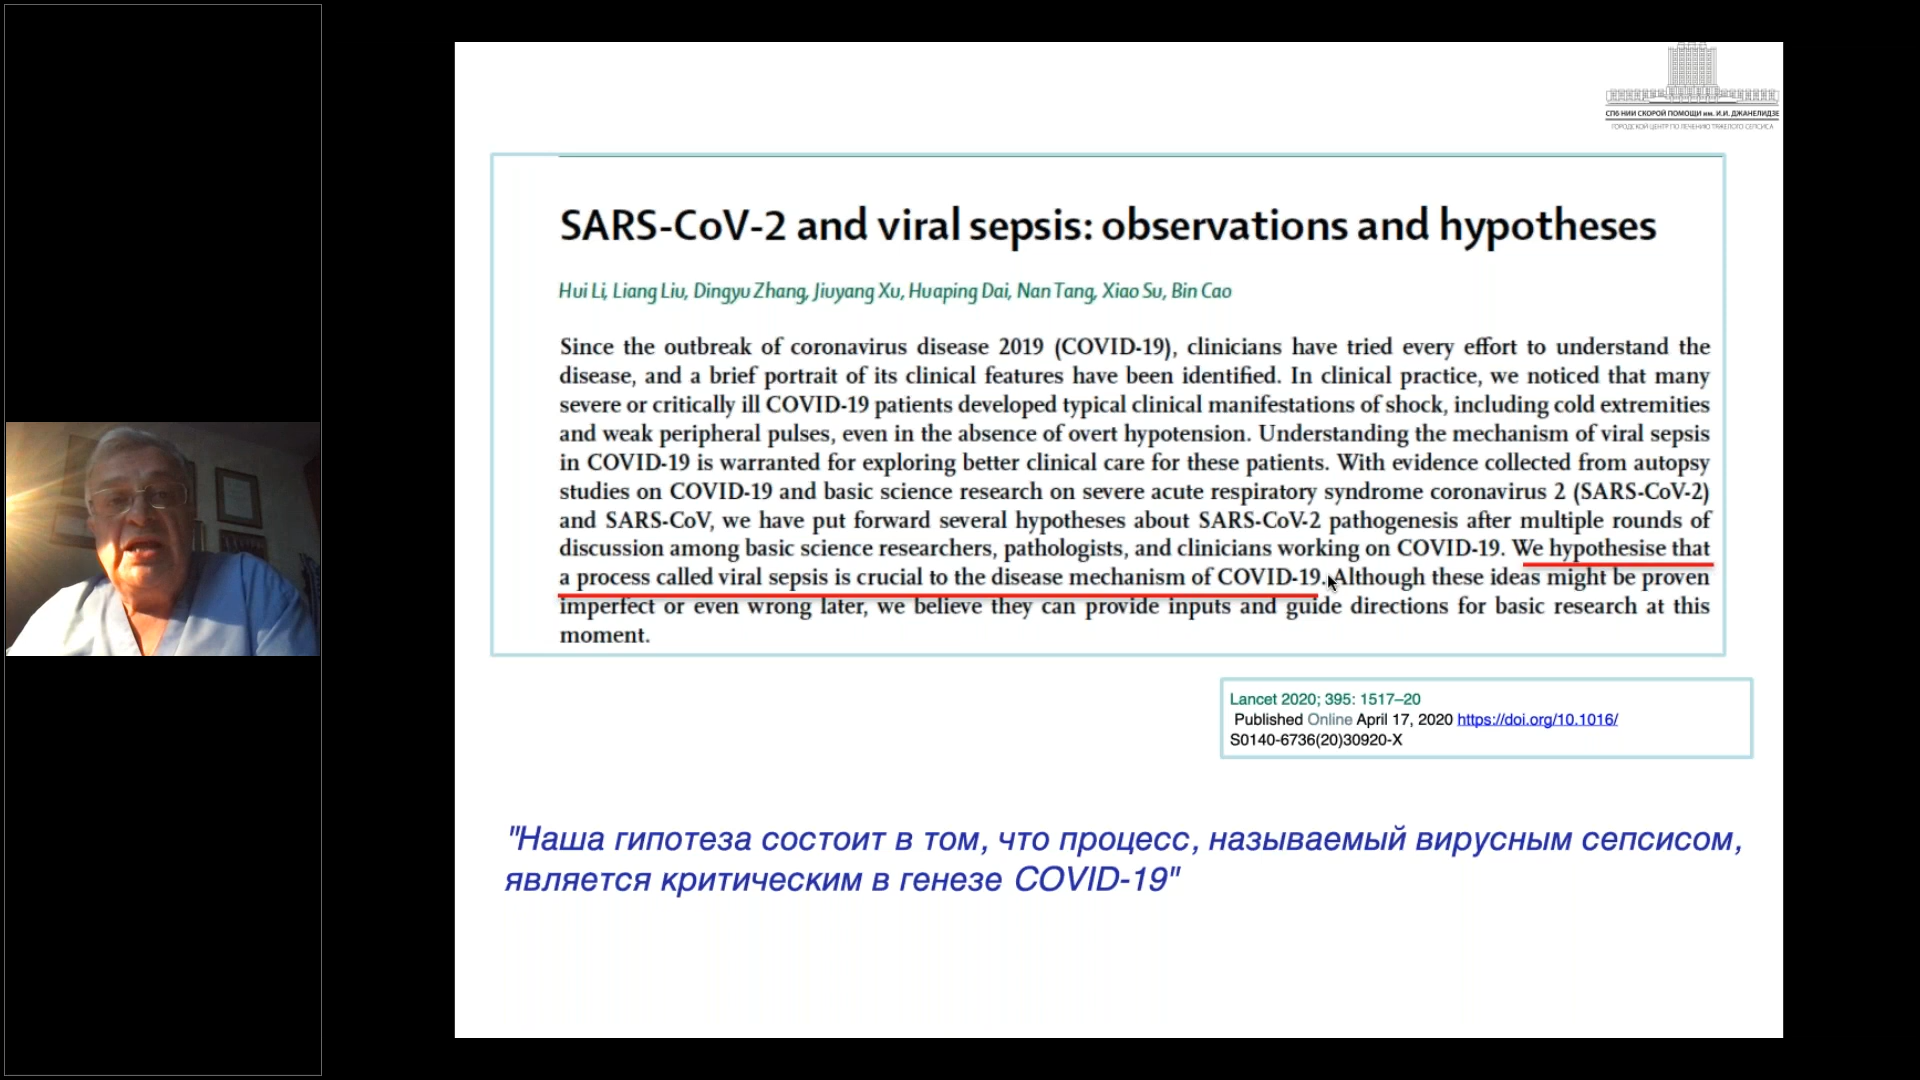 СПб НИИ СКОРОЙ ПОМОЩИ им. И.И. ДЖАНЕЛИДЗЕ
ГОРОДСКОЙ ЦЕНТР ПО ЛЕЧЕНИЮ ТЯЖЕЛОГО СЕПСИСА
SARS-CoV-2 and viral sepsis: observations and hypotheses
Hui Li, Liang Liu, Dingyu Zhang, Jiuyang Xu, Huaping Dai, Nan Tang, Xiao Su, Bin Cao
Since the outbreak of coronavirus disease 2019 (COVID-19), clinicians have tried every effort to understand the
disease, and a brief portrait of its clinical features have been identified. In clinical practice, we noticed that many
severe or critically ill COVID-19 patients developed typical clinical manifestations of shock, including cold extremities
and weak peripheral pulses, even in the absence of overt hypotension. Understanding the mechanism of viral sepsis
in COVID-19 is warranted for exploring better clinical care for these patients. With evidence collected from autopsy
studies on COVID-19 and basic science research on severe acute respiratory syndrome coronavirus 2 (SARS-CoV-2)
and SARS-CoV, we have put forward several hypotheses about SARS-CoV-2 pathogenesis after multiple rounds of
discussion among basic science researchers, pathologists, and clinicians working on COVID-19. We hypothesise that
a process called viral sepsis is crucial to the disease mechanism of COVID-19. Although these ideas might be proven
imperfect or even wrong later, we believe they can provide inputs and guide directions for basic research at this
moment.
Lancet 2020; 395: 1517–20
Published Online April 17, 2020 https://doi.org/10.1016/
S0140-6736(20)30920-X
"Наша гипотеза состоит в том, что процесс, называемый вирусным сепсисом,
является критическим в генезе COVID-19"